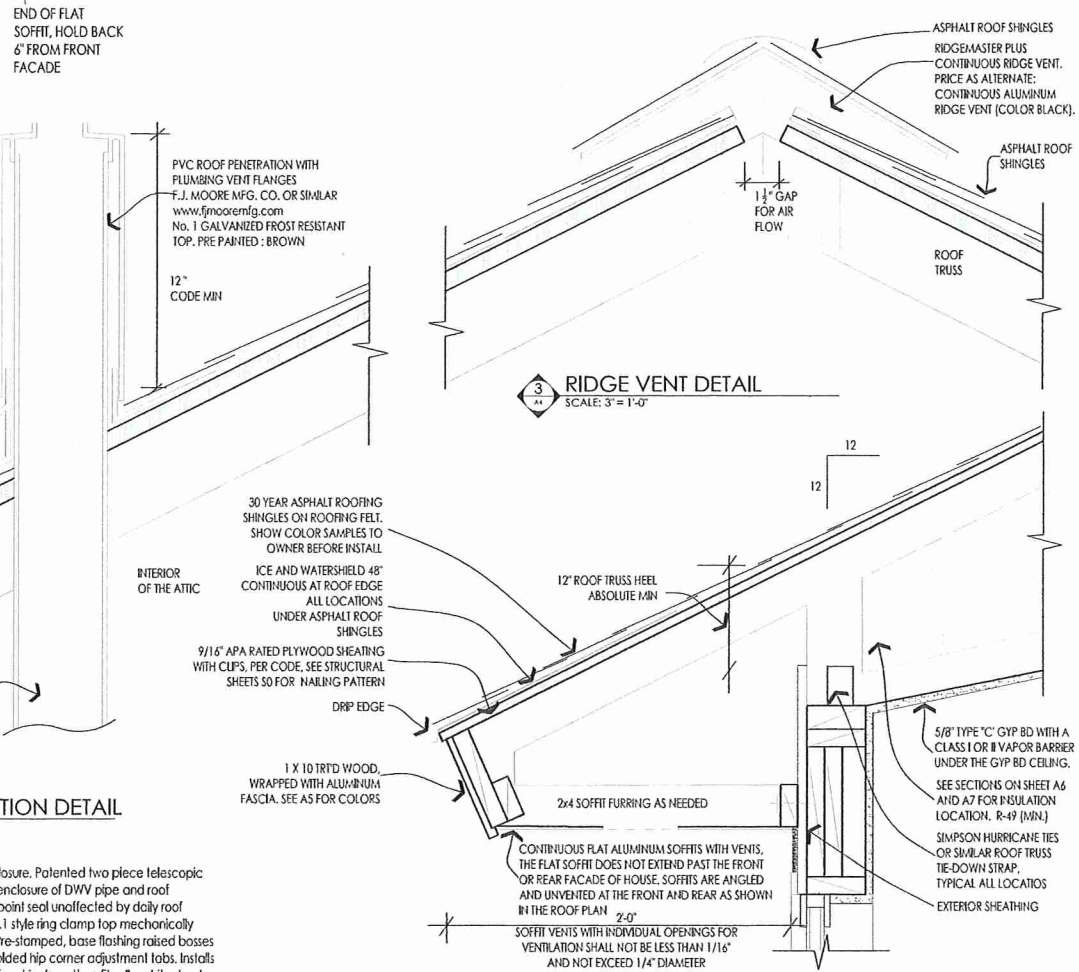 END OF FLAT
SOFFIT, HOLD BACK
6" FROM FRONT
FACADE
PVC ROOF PENETRATION WITH
PLUMBING VENT FLANGES
F.J. MOORE MFG. CO. OR SIMILAR
www.fjmooremfg.com
No. 1 GALVANIZED FROST RESISTANT
TOP. PRE PAINTED : BROWN
12"
CODE MIN
INTERIOR
OF THE ATTIC
TION DETAIL
losure. Patented two piece telescopic
enclosure of DWV pipe and roof
point seal unaffected by daily roof
.1 style ring clamp top mechanically
re-stamped, base flashing raised bosses
olded hip corner adjustment tabs. Installs
ASPHALT ROOF SHINGLES
RIDGEMASTER PLUS
CONTINUOUS RIDGE VENT.
PRICE AS ALTERNATE:
CONTINUOUS ALUMINUM
RIDGE VENT (COLOR BLACK).
ASPHALT ROOF
SHINGLES
1 1/2" GAP
FOR AIR
FLOW
ROOF
TRUSS
3
A4
RIDGE VENT DETAIL
SCALE: 3" = 1'-0"
12
12
30 YEAR ASPHALT ROOFING
SHINGLES ON ROOFING FELT.
SHOW COLOR SAMPLES TO
OWNER BEFORE INSTALL
ICE AND WATERSHIELD 48"
CONTINUOUS AT ROOF EDGE
ALL LOCATIONS
UNDER ASPHALT ROOF
SHINGLES
9/16" APA RATED PLYWOOD SHEATING
WITH CLIPS, PER CODE, SEE STRUCTURAL
SHEETS S0 FOR NAILING PATTERN
DRIP EDGE
1 X 10 TRT'D WOOD,
WRAPPED WITH ALUMINUM
FASCIA. SEE A5 FOR COLORS
12" ROOF TRUSS HEEL
ABSOLUTE MIN
2x4 SOFFIT FURRING AS NEEDED
CONTINUOUS FLAT ALUMINUM SOFFITS WITH VENTS,
THE FLAT SOFFIT DOES NOT EXTEND PAST THE FRONT
OR REAR FACADE OF HOUSE. SOFFITS ARE ANGLED
AND UNVENTED AT THE FRONT AND REAR AS SHOWN
IN THE ROOF PLAN
2'-0"
SOFFIT VENTS WITH INDIVIDUAL OPENINGS FOR
VENTILATION SHALL NOT BE LESS THAN 1/16"
AND NOT EXCEED 1/4" DIAMETER
5/8" TYPE "C" GYP BD WITH A
CLASS I OR II VAPOR BARRIER
UNDER THE GYP BD CEILING.
SEE SECTIONS ON SHEET A6
AND A7 FOR INSULATION
LOCATION. R-49 (MIN.)
SIMPSON HURRICANE TIES
OR SIMILAR ROOF TRUSS
TIE-DOWN STRAP,
TYPICAL ALL LOCATIOS
EXTERIOR SHEATHING